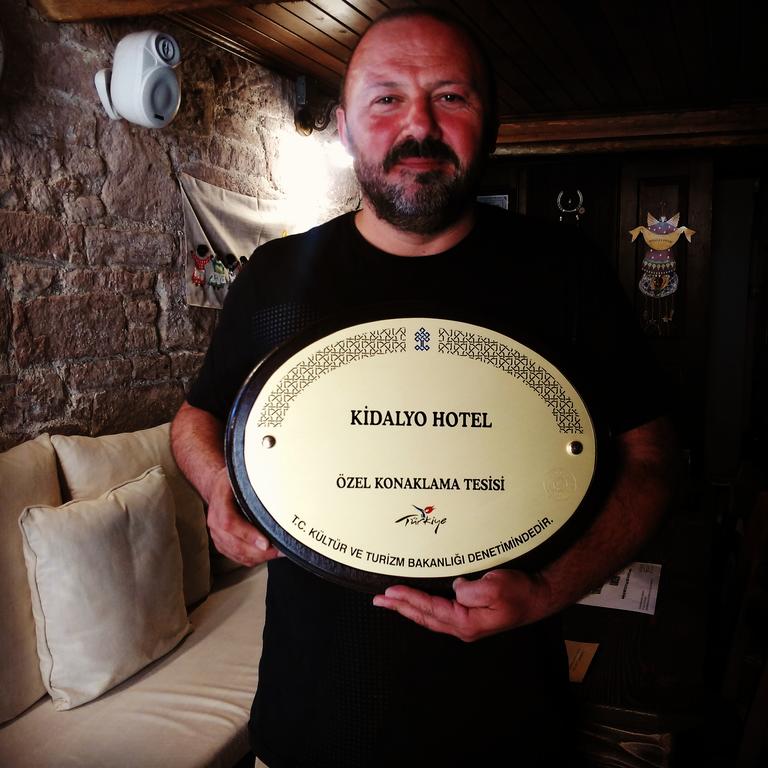 KİDALYO HOTEL
ÖZEL KONAKLAMA TESİSİ
Türkiye
T.C. KÜLTÜR VE TURİZM BAKANLIĞI DENETİMİNDEDİR.